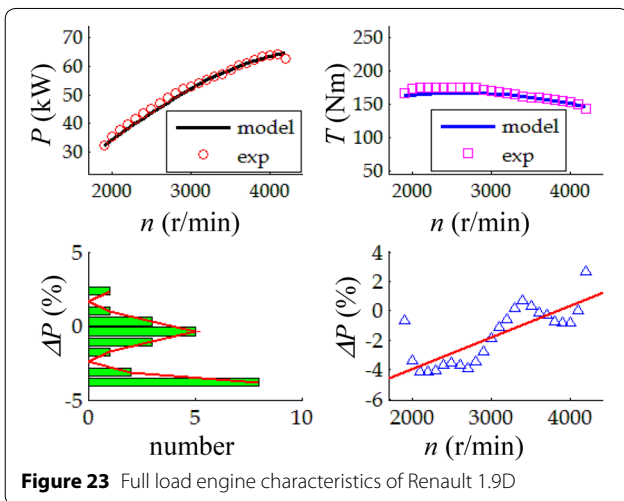 70
60
50
40
30
P (kW)
model
exp
2000 3000 4000
n (r/min)
250
200
150
100
50
T (Nm)
model
exp
2000 3000 4000
n (r/min)
5
0
-5
ΔP (%)
0 5 10
number
4
2
0
-2
-4
-6
ΔP (%)
2000 3000 4000
n (r/min)
Figure 23 Full load engine characteristics of Renault 1.9D